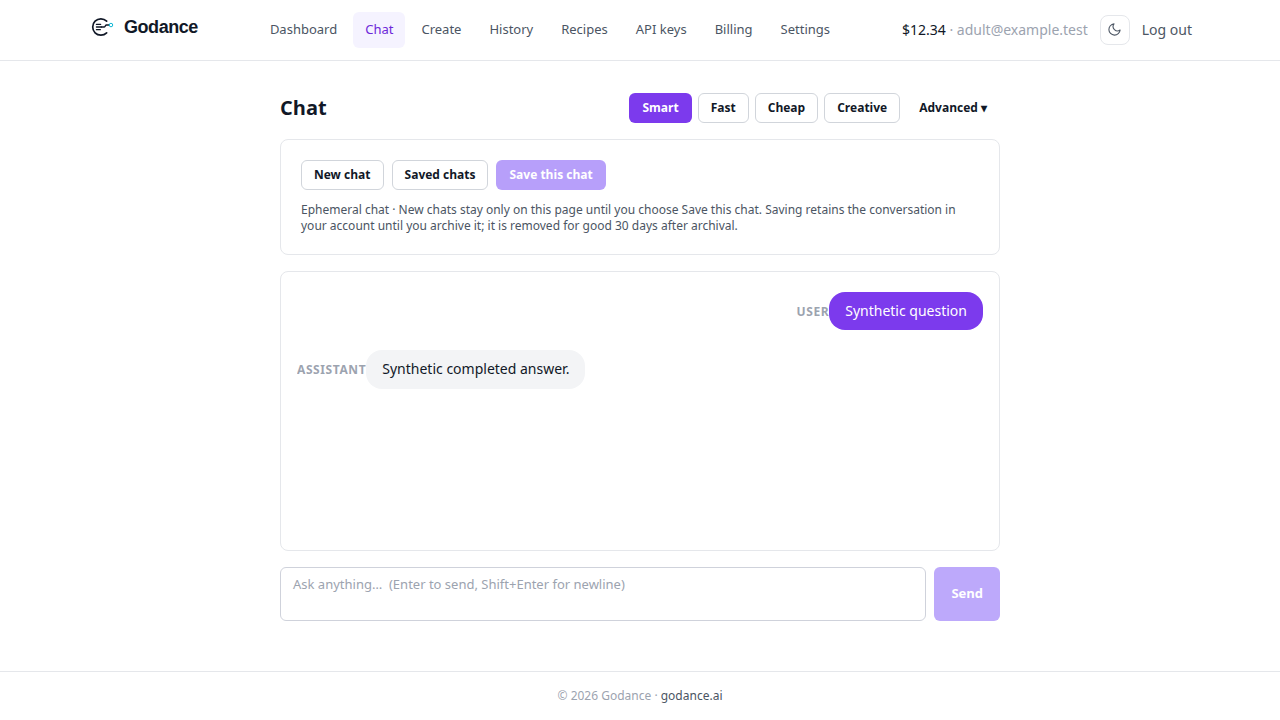 Godance
Dashboard Chat Create History Recipes API keys Billing Settings
$12.34 · adult@example.test
Log out
Chat
Smart Fast Cheap Creative Advanced ▾
New chat Saved chats Save this chat
Ephemeral chat · New chats stay only on this page until you choose Save this chat. Saving retains the conversation in
your account until you archive it; it is removed for good 30 days after archival.
USER Synthetic question
ASSISTANT Synthetic completed answer.
Ask anything... (Enter to send, Shift+Enter for newline)
Send
© 2026 Godance · godance.ai